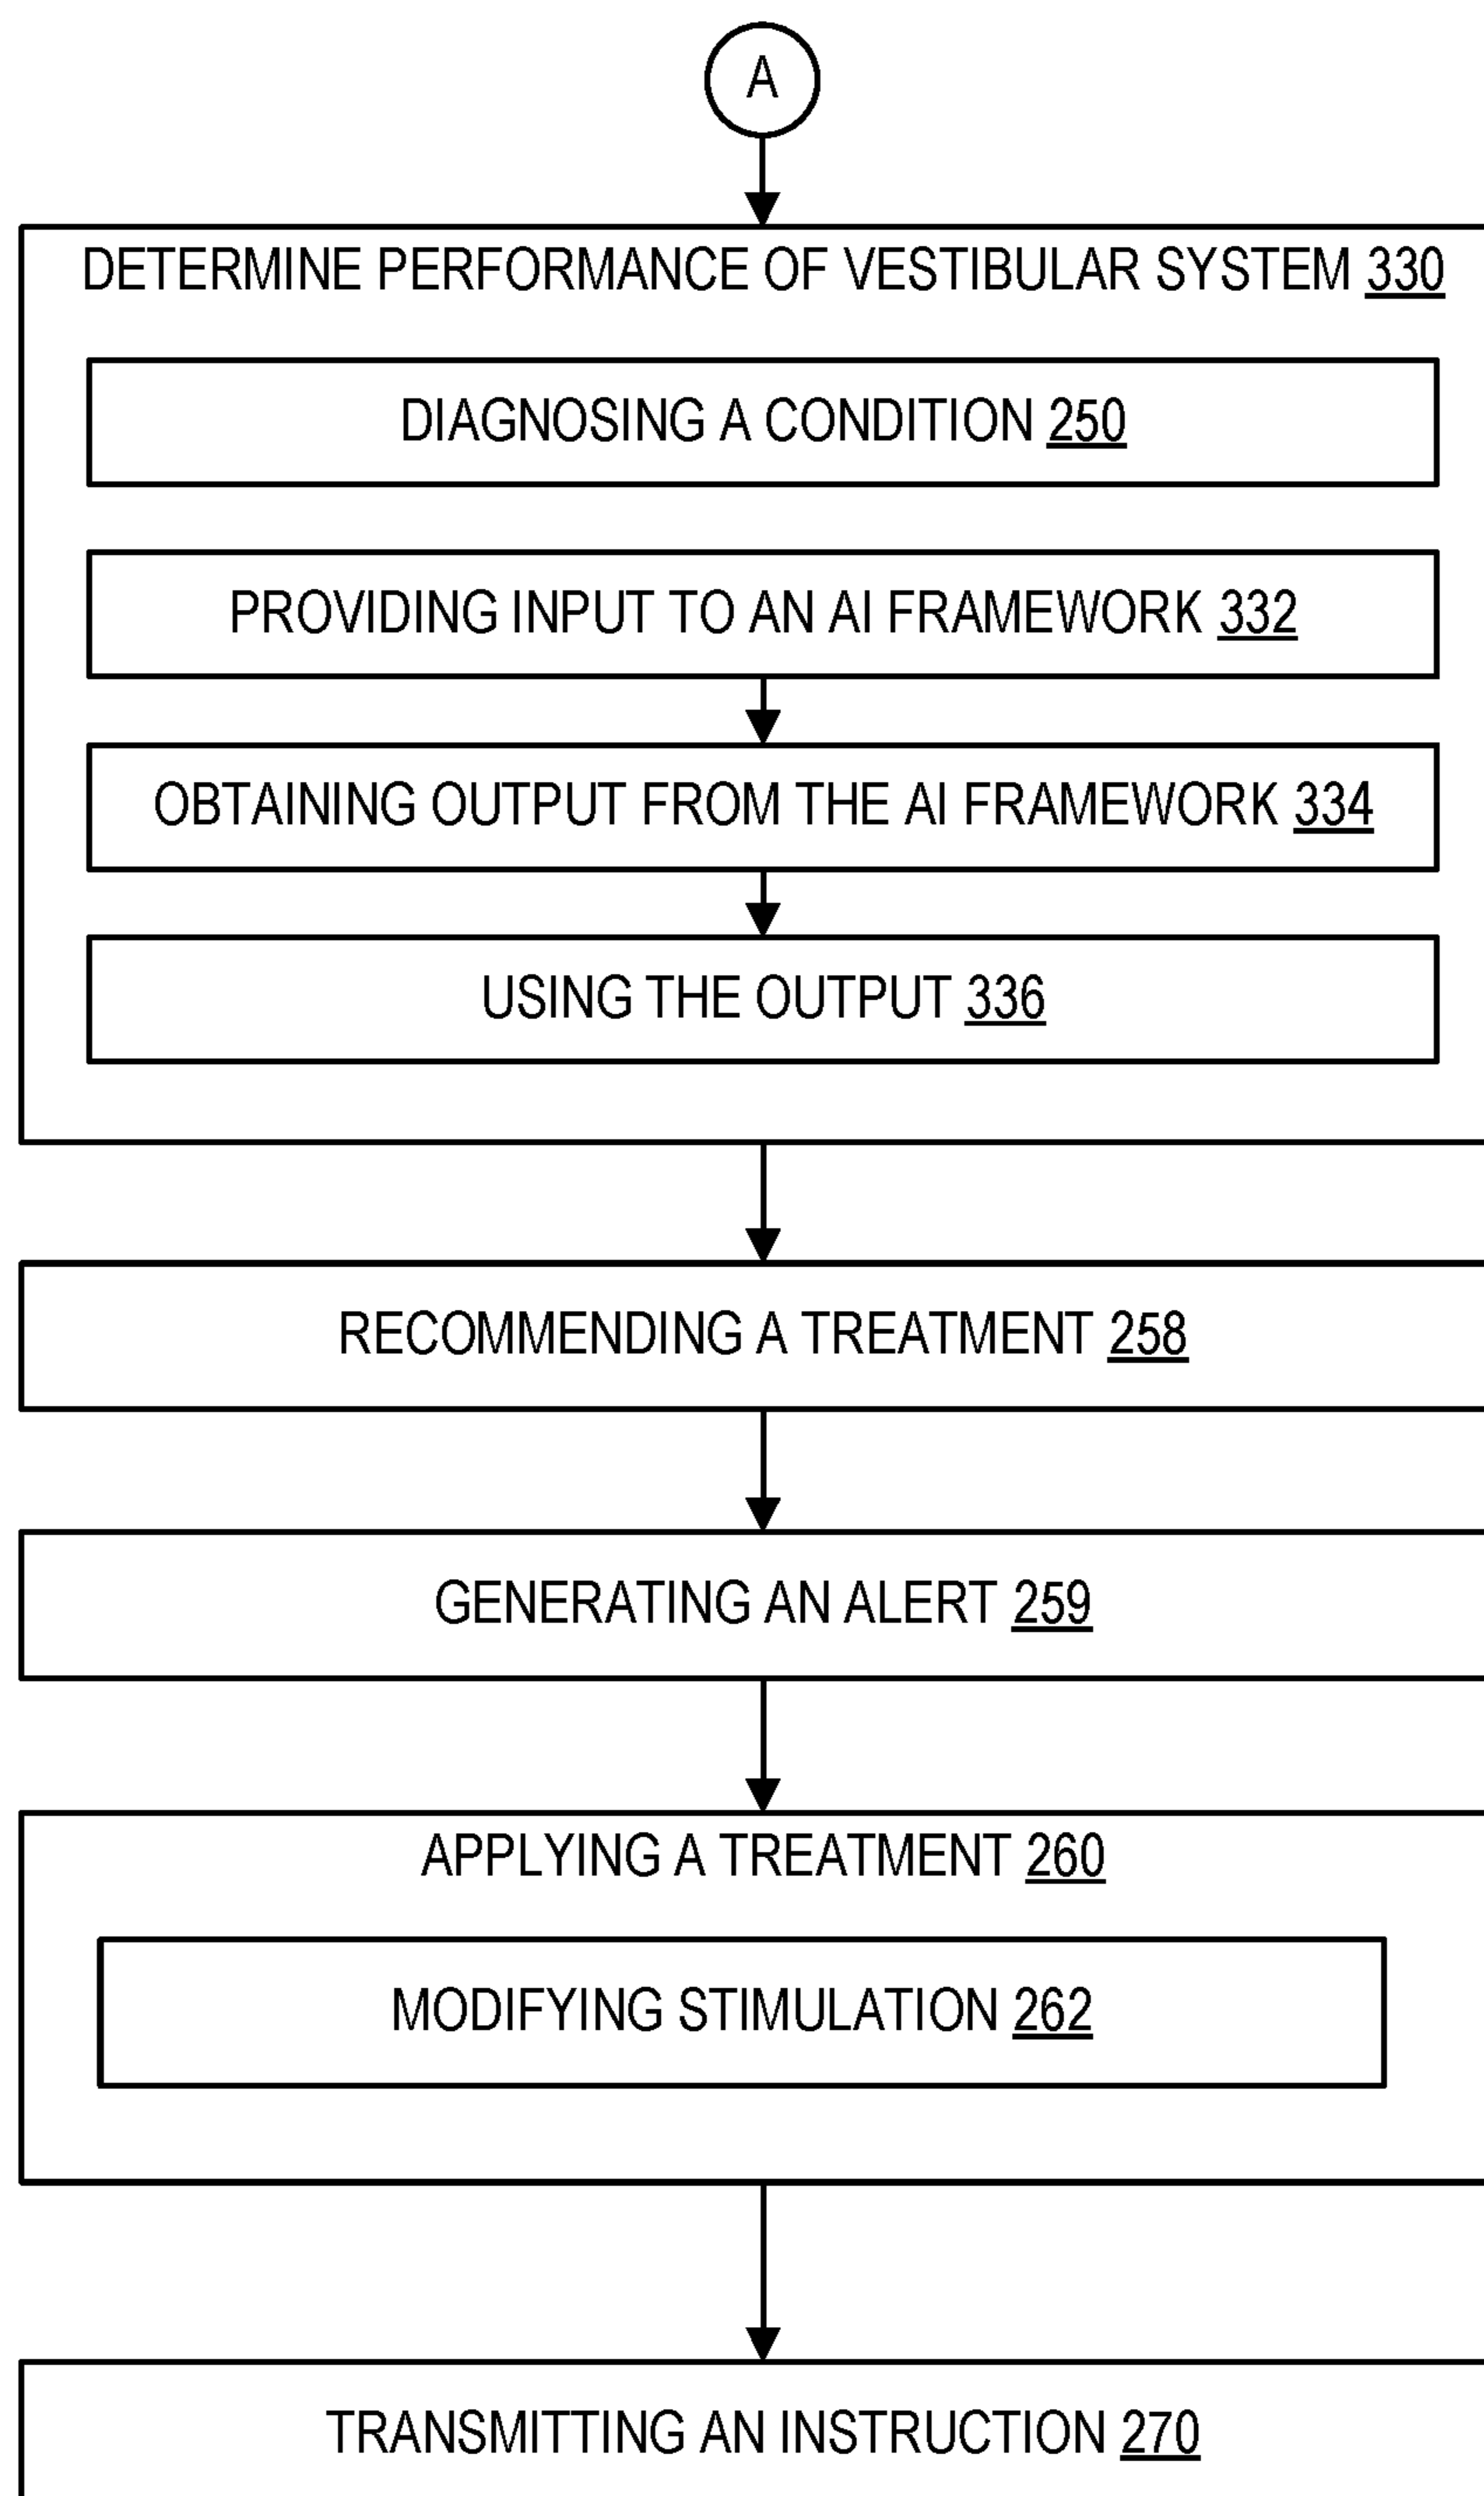 A
DETERMINE PERFORMANCE OF VESTIBULAR SYSTEM 330
DIAGNOSING A CONDITION 250
PROVIDING INPUT TO AN AI FRAMEWORK 332
OBTAINING OUTPUT FROM THE AI FRAMEWORK 334
USING THE OUTPUT 336
RECOMMENDING A TREATMENT 258
GENERATING AN ALERT 259
APPLYING A TREATMENT 260
MODIFYING STIMULATION 262
TRANSMITTING AN INSTRUCTION 270